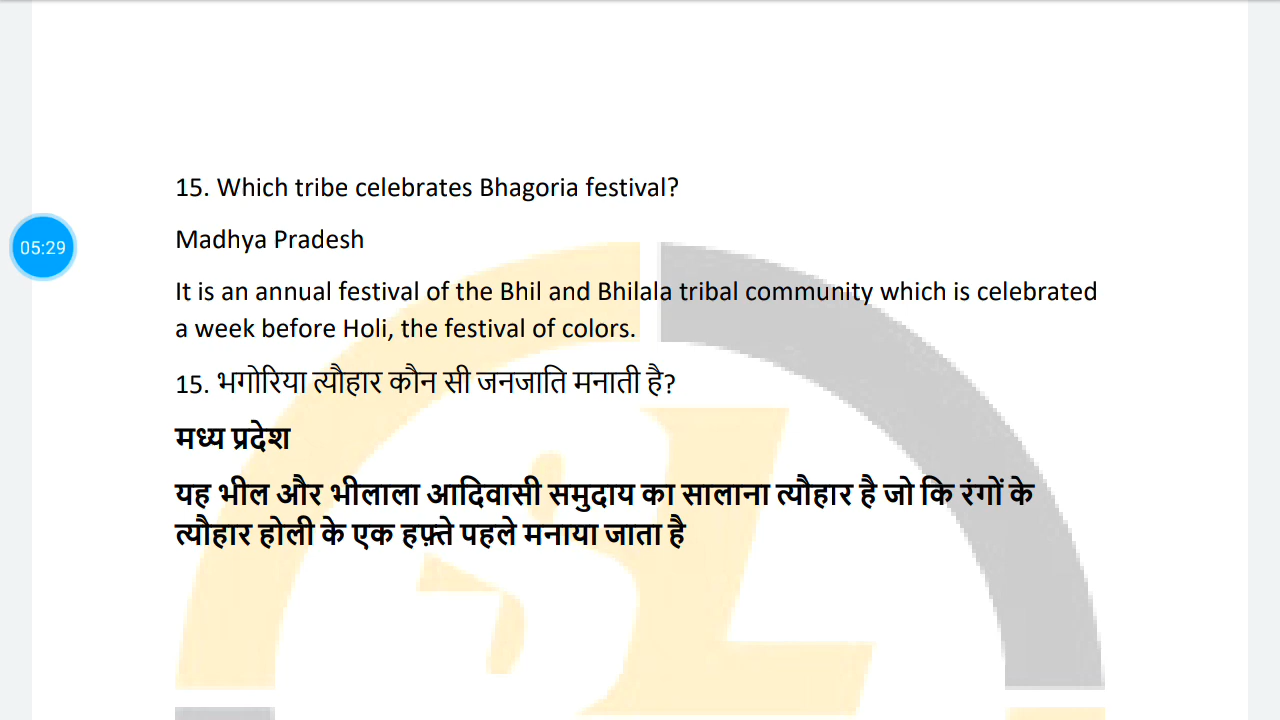 15. Which tribe celebrates Bhagoria festival?
05:29
Madhya Pradesh
It is an annual festival of the Bhil and Bhilala tribal community which is celebrated
a week before Holi, the festival of colors.
15. भगोरिया त्यौहार कौन सी जनजाति मनाती है?
मध्य प्रदेश
यह भील और भीलाला आदिवासी समुदाय का सालाना त्यौहार है जो कि रंगों के
त्यौहार होली के एक हफ़्ते पहले मनाया जाता है
SL